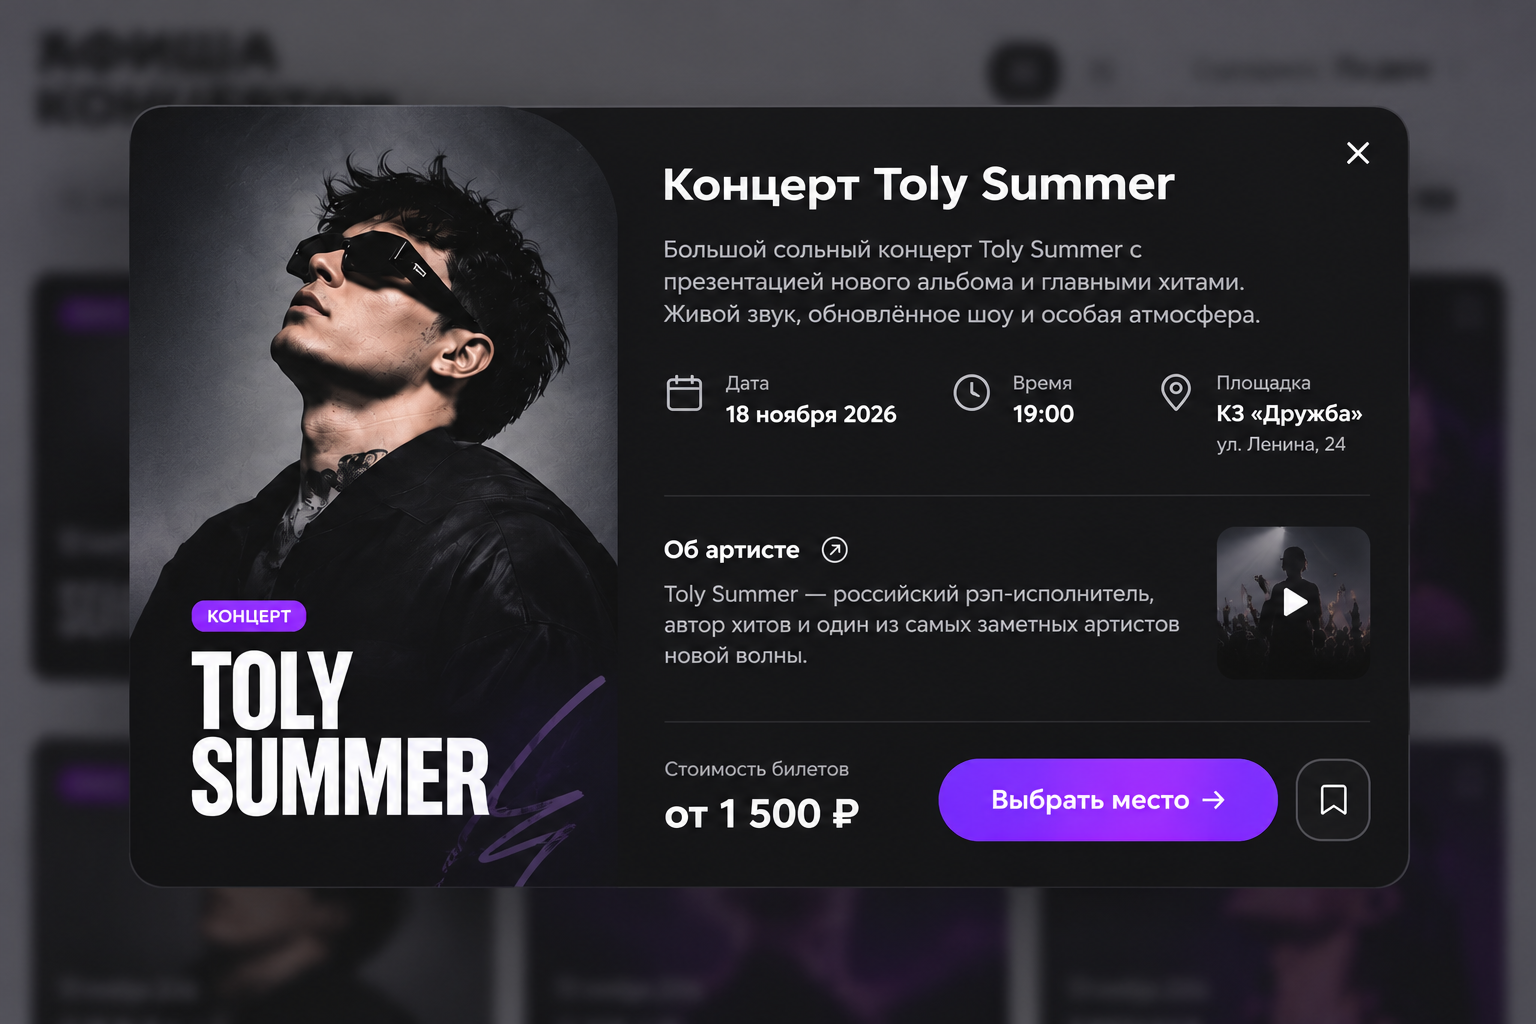 АФИША
КОНЦЕРТОВ
КОНЦЕРТ
TOLY
SUMMER
Концерт Toly Summer
Большой сольный концерт Toly Summer с
презентацией нового альбома и главными хитами.
Живой звук, обновлённое шоу и особая атмосфера.
Дата
18 ноября 2026
Время
19:00
Площадка
КЗ «Дружба»
ул. Ленина, 24
Об артисте
Toly Summer — российский рэп-исполнитель,
автор хитов и один из самых заметных артистов
новой волны.
Стоимость билетов
от 1 500 ₽
Выбрать место →